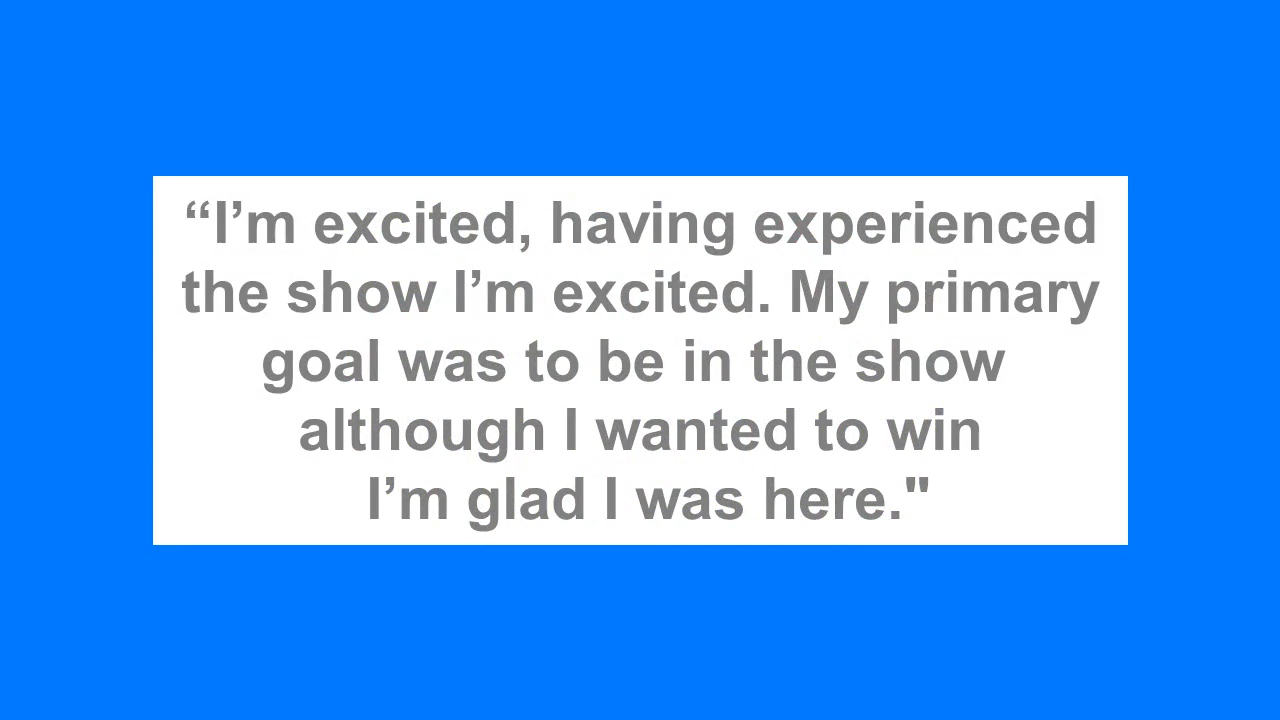 “I’m excited, having experienced
the show I’m excited. My primary
goal was to be in the show
although I wanted to win
I’m glad I was here."